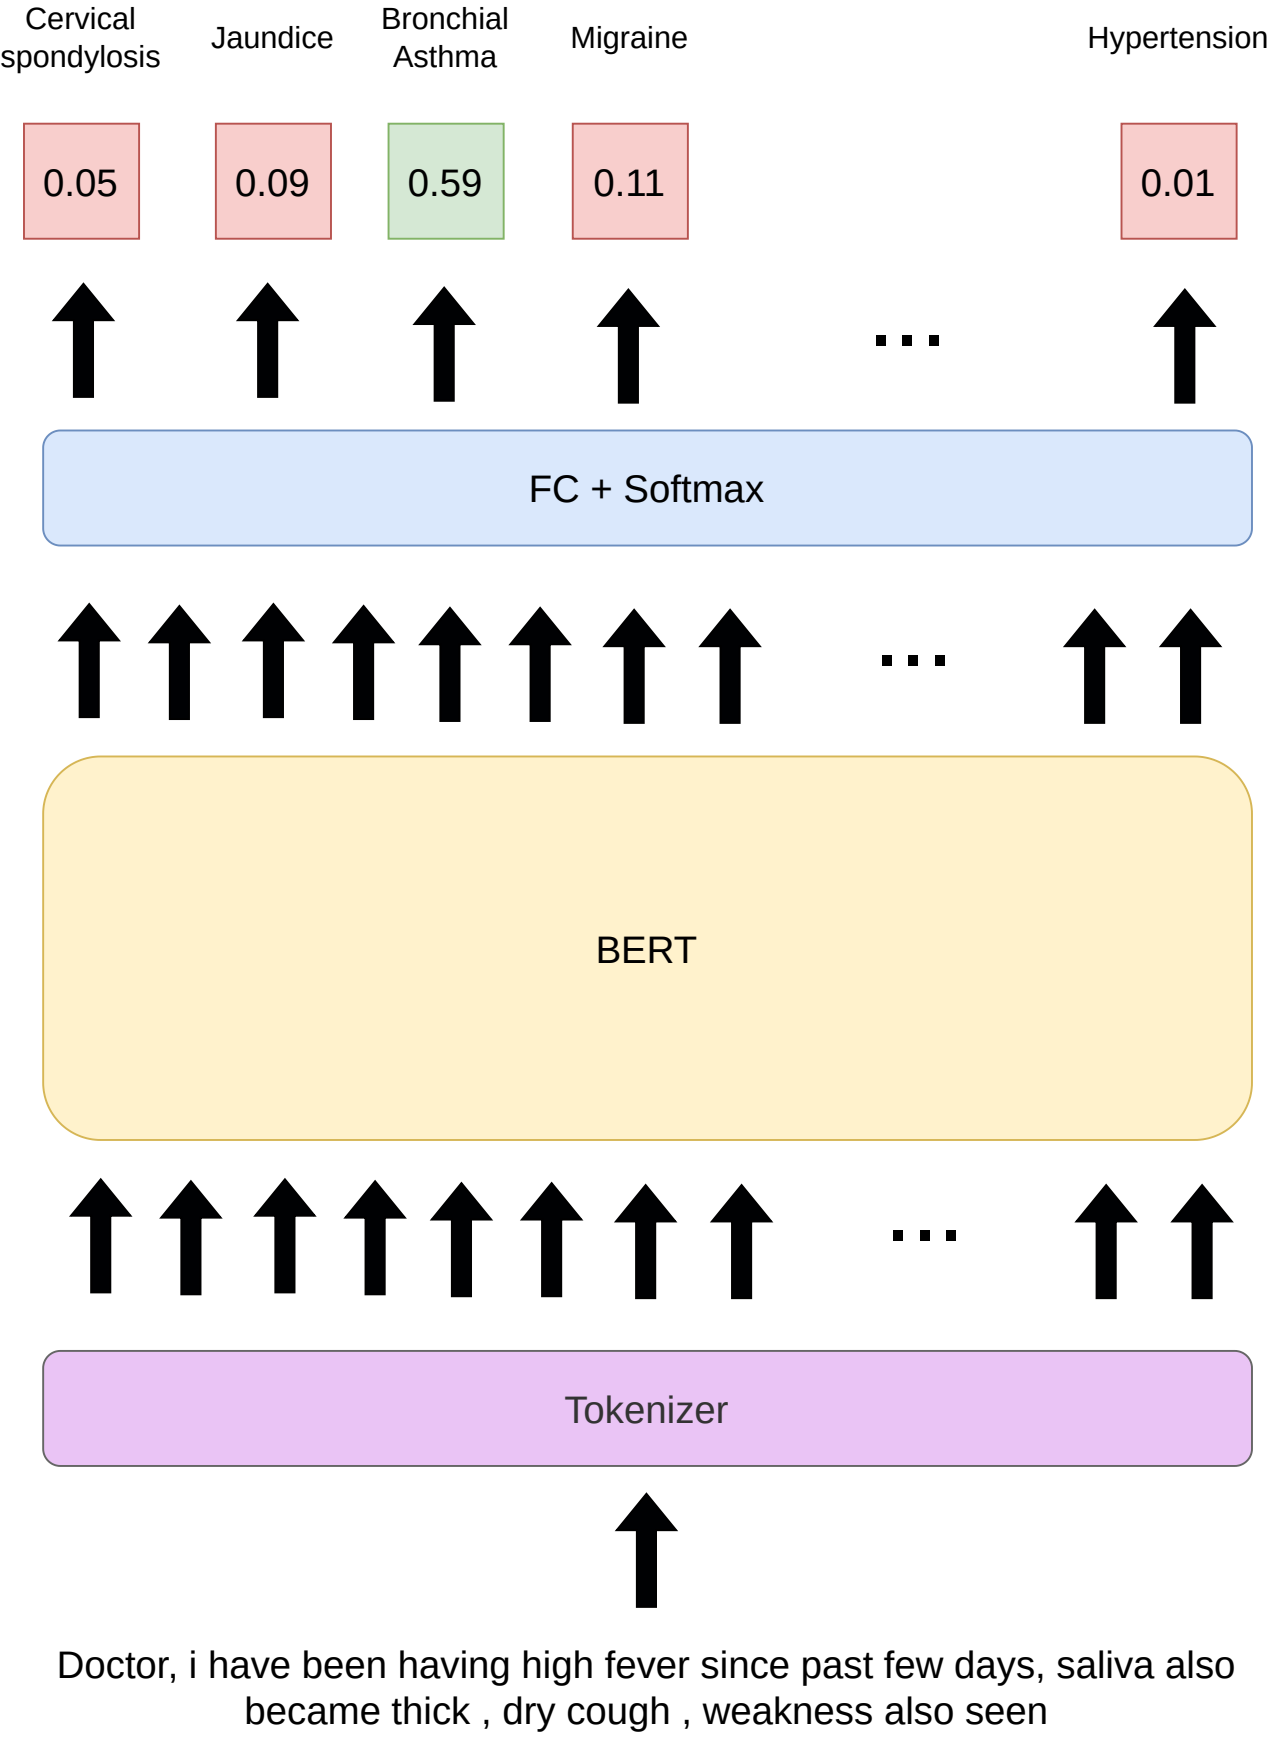 Cervical
spondylosis
Jaundice
Bronchial
Asthma
Migraine
Hypertension
0.05
0.09
0.59
0.11
0.01
...
FC + Softmax
...
BERT
...
Tokenizer
Doctor, i have been having high fever since past few days, saliva also
became thick , dry cough , weakness also seen